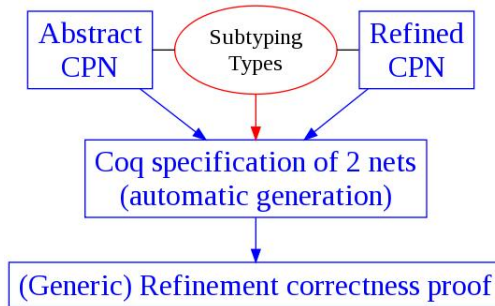 Abstract
CPN
Subtyping
Types
Refined
CPN
Coq specification of 2 nets
(automatic generation)
(Generic) Refinement correctness proof